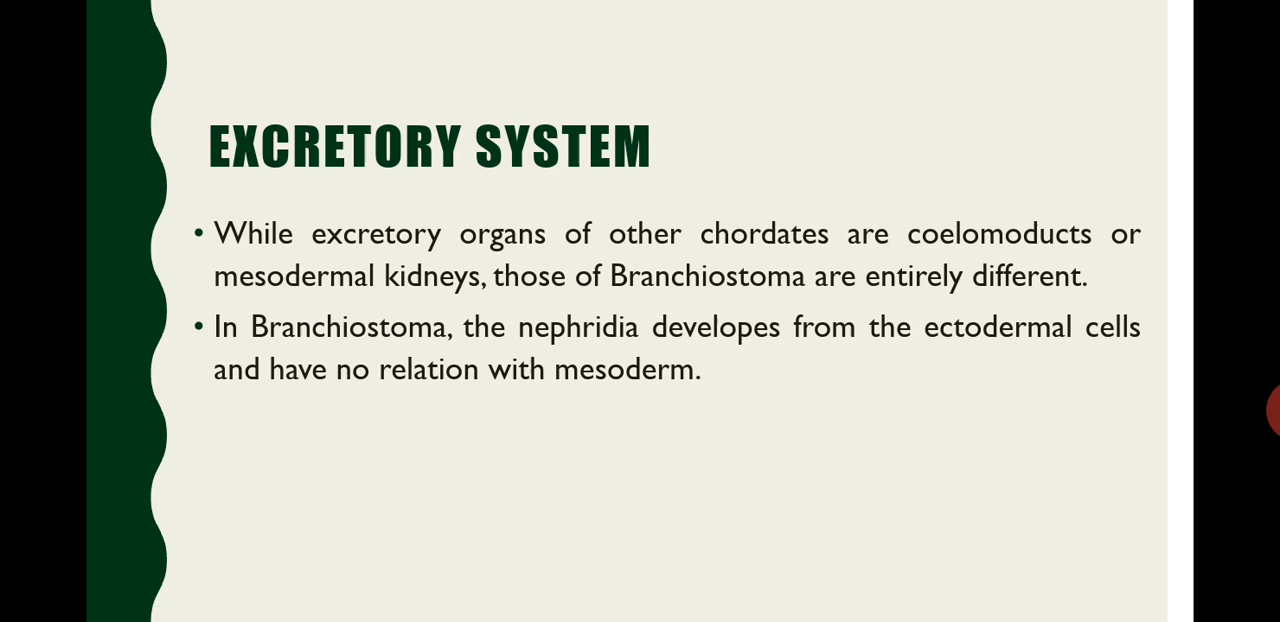 EXCRETORY SYSTEM
• While excretory organs of other chordates are coelomoducts or
mesodermal kidneys, those of Branchiostoma are entirely different.
• In Branchiostoma, the nephridia developes from the ectodermal cells
and have no relation with mesoderm.